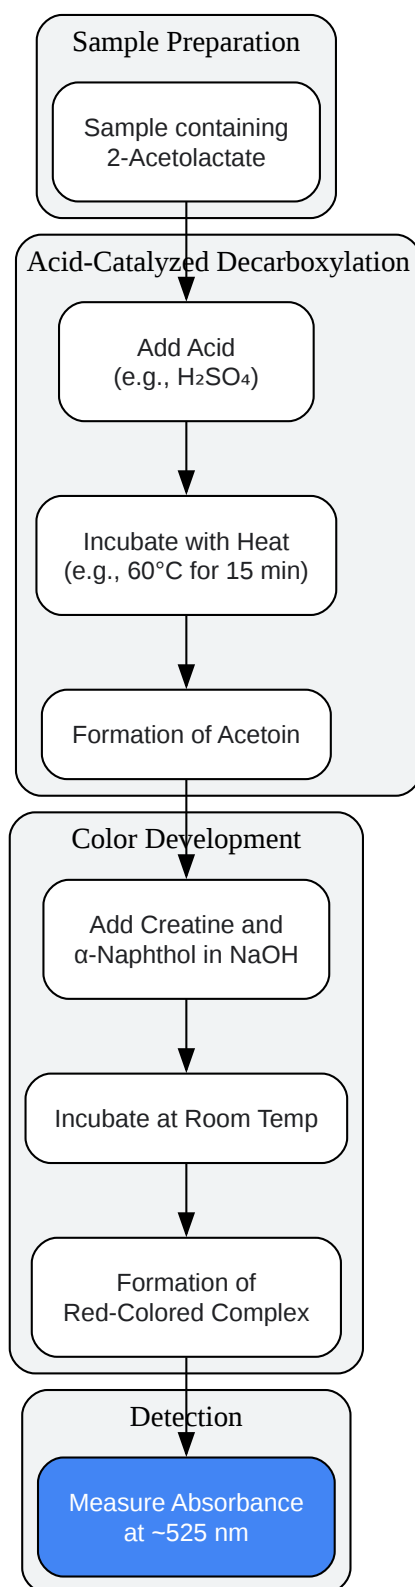 Sample Preparation
Sample containing
2-Acetolactate
Acid-Catalyzed Decarboxylation
Add Acid
(e.g., H₂SO₄)
Incubate with Heat
(e.g., 60°C for 15 min)
Formation of Acetoin
Color Development
Add Creatine and
α-Naphthol in NaOH
Incubate at Room Temp
Formation of
Red-Colored Complex
Detection
Measure Absorbance
at ~525 nm